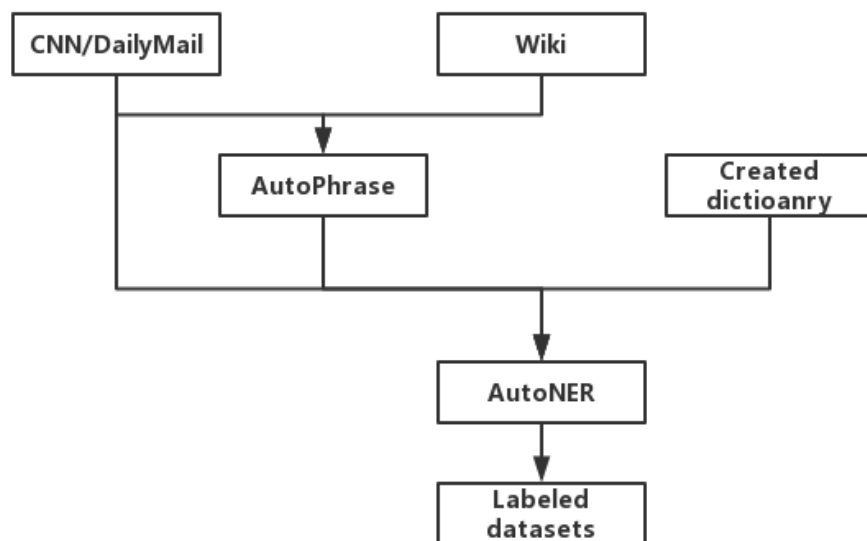 CNN/DailyMail
Wiki
AutoPhrase
Created
dictioanry
AutoNER
Labeled
datasets